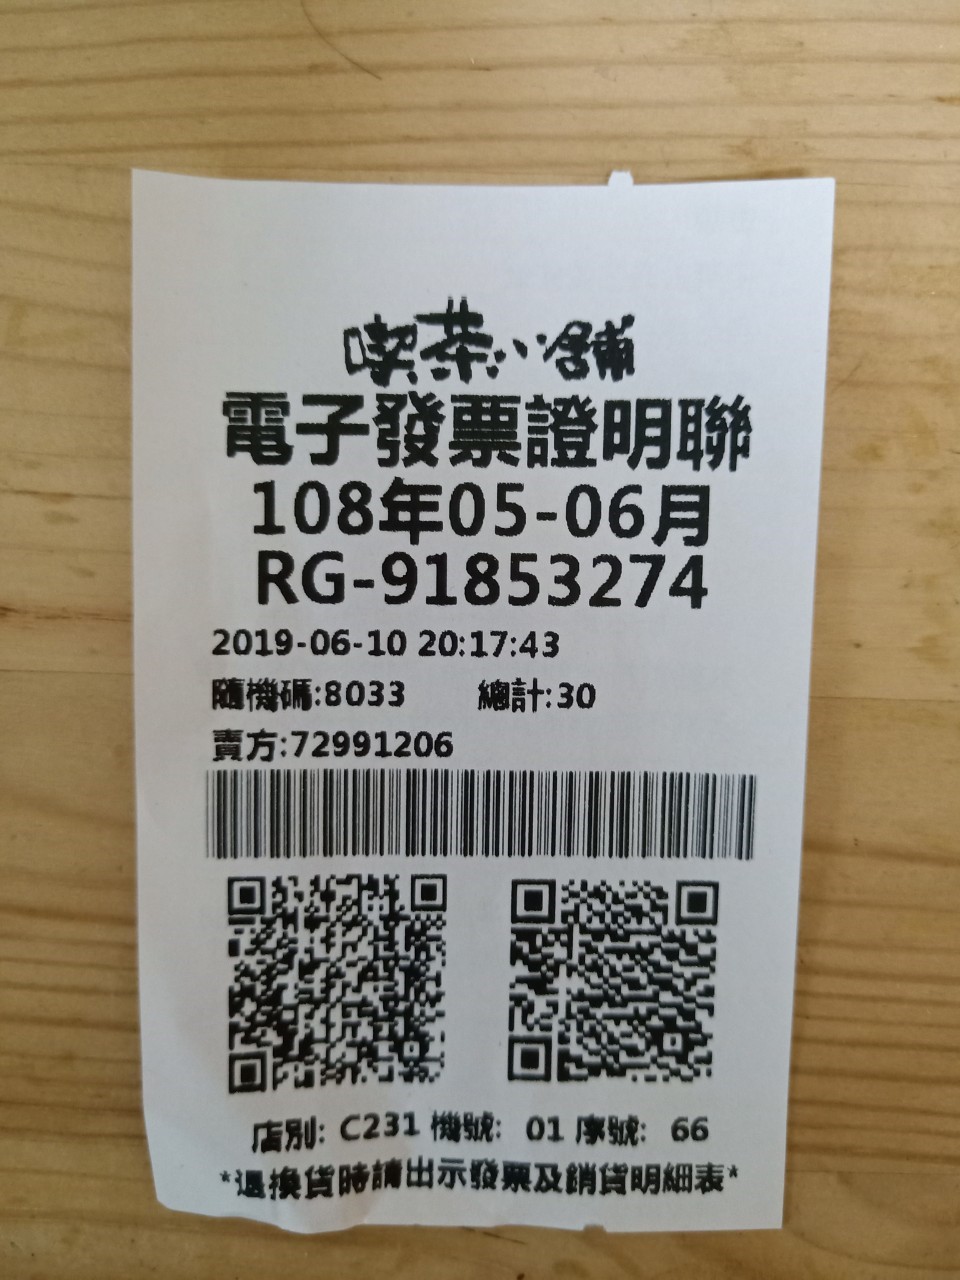 喫茶小舖
電子發票證明聯
108年05-06月
RG-91853274
2019-06-10 20:17:43
隨機碼:8033 總計:30
賣方:72991206
店別: C231 機號: 01 序號: 66
*退換貨時請出示發票及銷貨明細表*